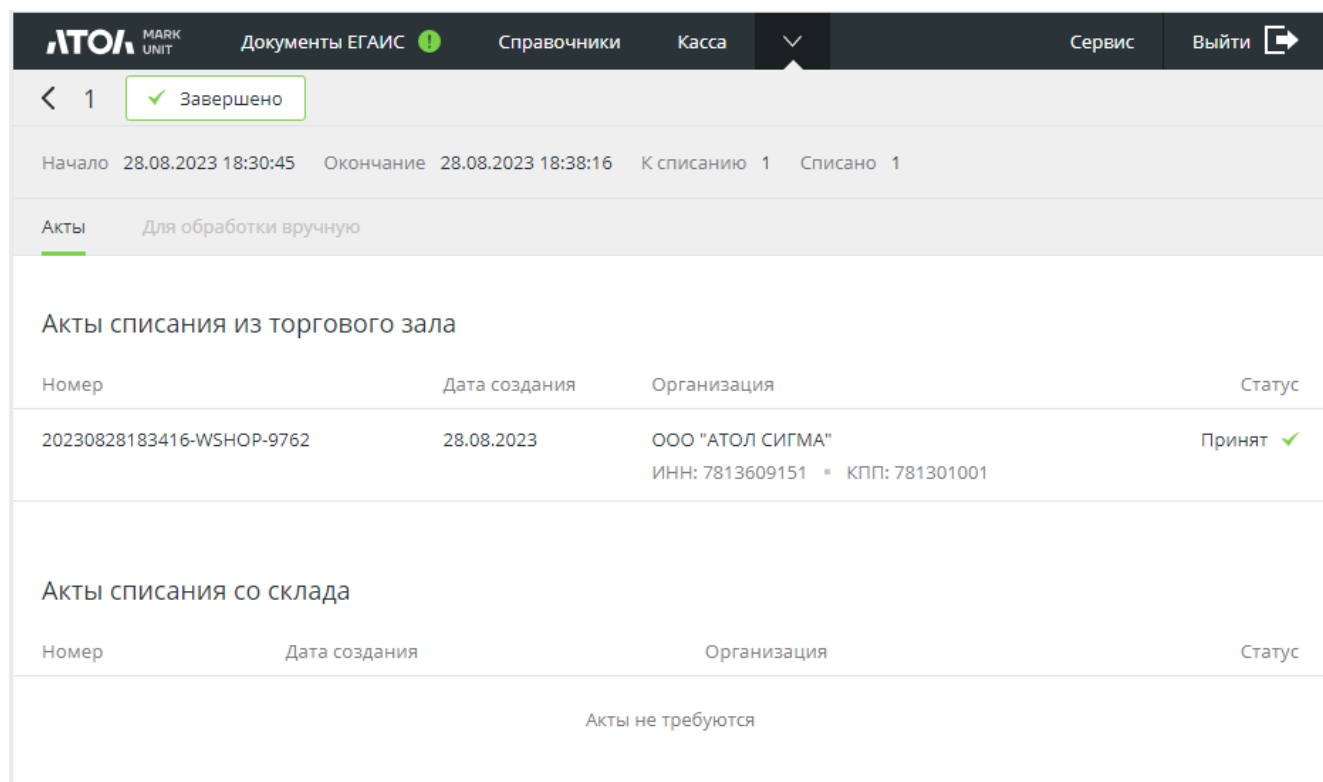 АТОЛ MARK UNIT Документы ЕГАИС ! Справочники Касса Сервис Выйти
1 Завершено
Начало 28.08.2023 18:30:45 Окончание 28.08.2023 18:38:16 К списанию 1 Списано 1
Акты Для обработки вручную
Акты списания из торгового зала
Номер Дата создания Организация Статус
20230828183416-WSHOP-9762 28.08.2023 ООО "АТОЛ СИГМА" Принят
ИНН: 7813609151 • КПП: 781301001
Акты списания со склада
Номер Дата создания Организация Статус
Акты не требуются